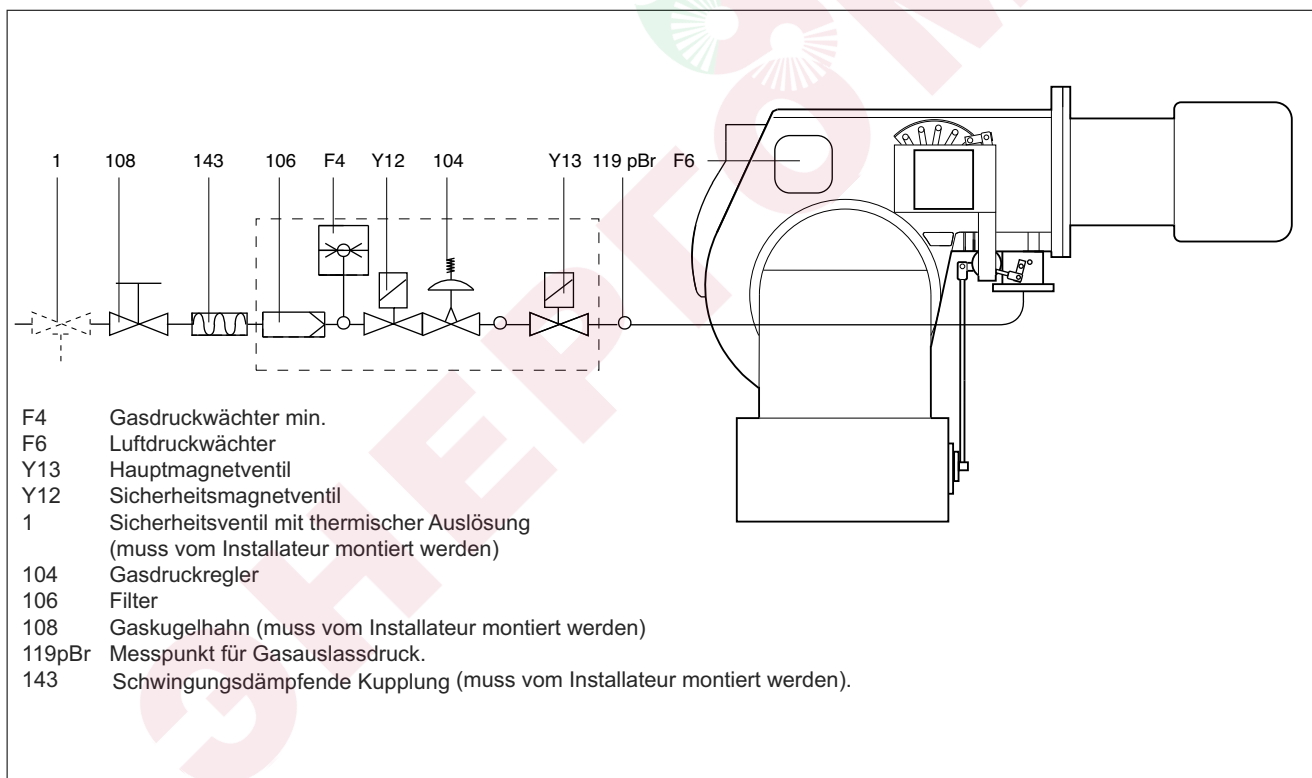 1 108 143 106 F4 Y12 104 Y13 119 pBr F6
F4 Gasdruckwächter min.
F6 Luftdruckwächter
Y13 Hauptmagnetventil
Y12 Sicherheitsmagnetventil
1 Sicherheitsventil mit thermischer Auslösung
(muss vom Installateur montiert werden)
104 Gasdruckregler
106 Filter
108 Gaskugelhahn (muss vom Installateur montiert werden)
119pBr Messpunkt für Gasauslassdruck.
143 Schwingungsdämpfende Kupplung (muss vom Installateur montiert werden).